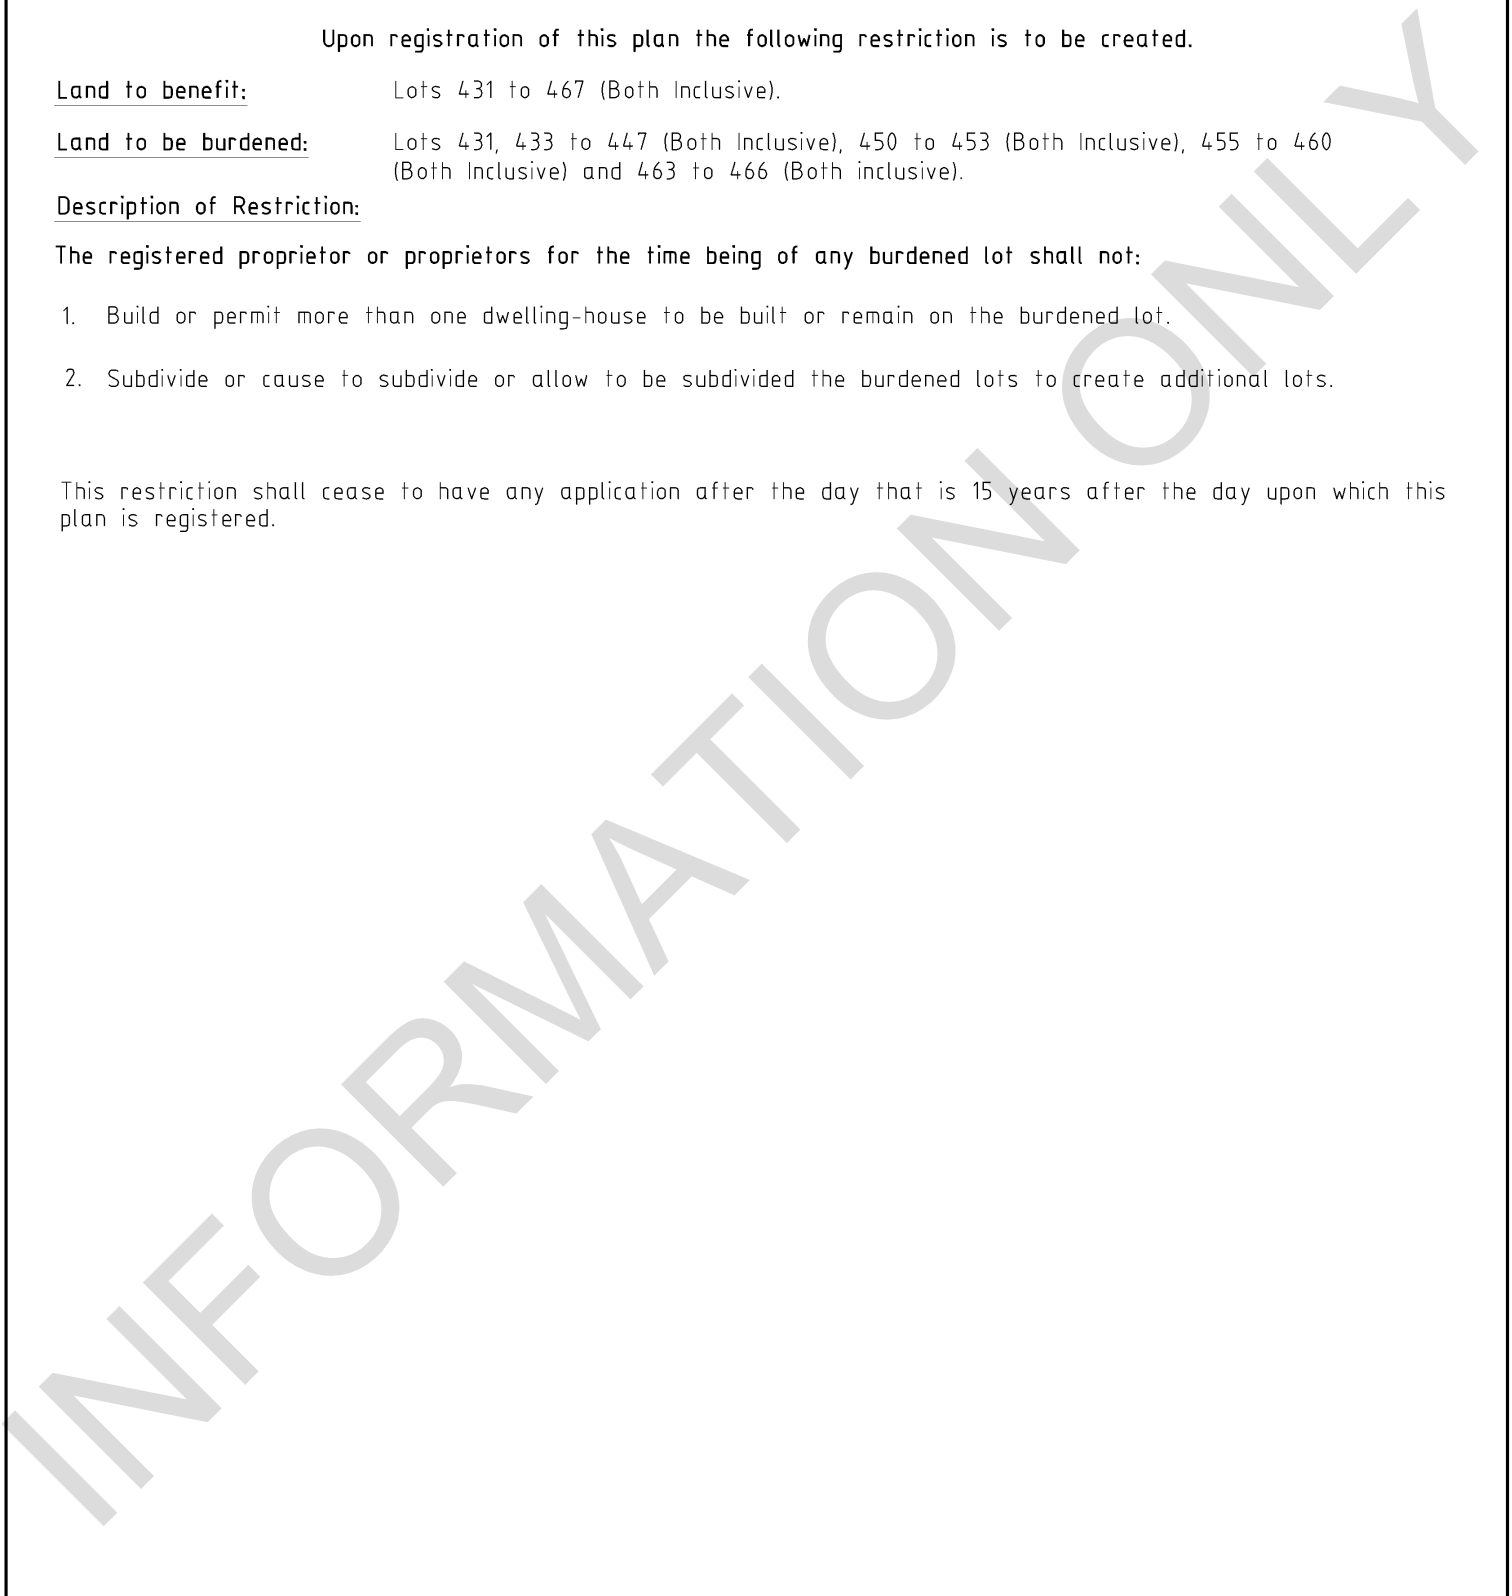 Upon registration of this plan the following restriction is to be created.
Land to benefit: Lots 431 to 467 (Both Inclusive).
Land to be burdened: Lots 431, 433 to 447 (Both Inclusive), 450 to 453 (Both Inclusive), 455 to 460
(Both Inclusive) and 463 to 466 (Both inclusive).
Description of Restriction:
The registered proprietor or proprietors for the time being of any burdened lot shall not:
1. Build or permit more than one dwelling-house to be built or remain on the burdened lot.
2. Subdivide or cause to subdivide or allow to be subdivided the burdened lots to create additional lots.
This restriction shall cease to have any application after the day that is 15 years after the day upon which this
plan is registered.
INFORMATION ONLY